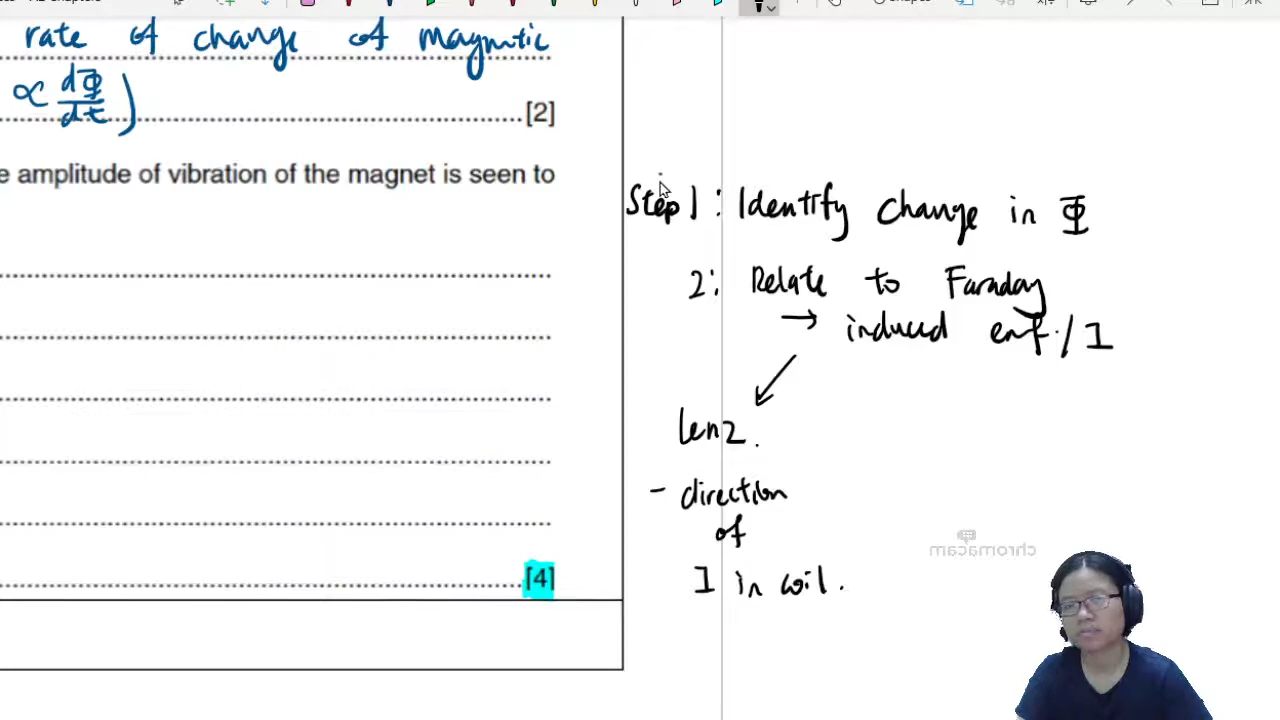 rate of change of magnetic
∝ dΦ/dt )
[2]
e amplitude of vibration of the magnet is seen to
[4]
Step 1: Identify change in Φ
2: Relate to Faraday
→ induced emf./I
Lenz.
- direction
of
I in coil.
chromacam